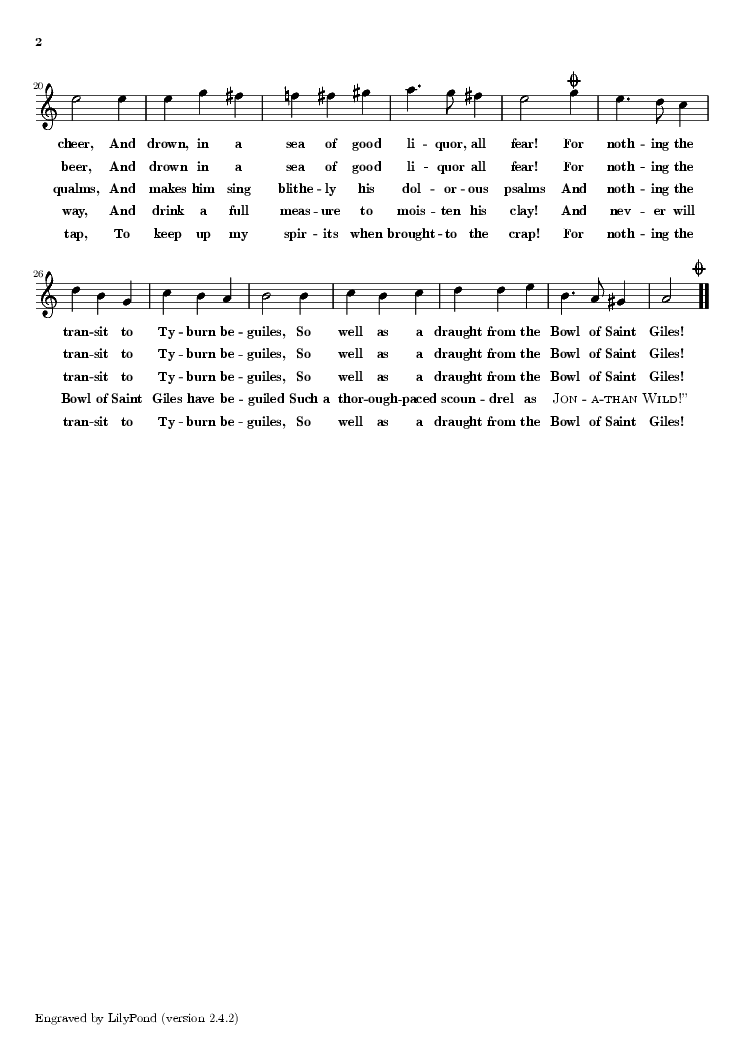 2
20
cheer, And drown, in a sea of good li - quor, all fear! For noth - ing the
beer, And drown in a sea of good li - quor all fear! For noth - ing the
qualms, And makes him sing blithe - ly his dol - or - ous psalms And noth - ing the
way, And drink a full meas - ure to mois - ten his clay! And nev - er will
tap, To keep up my spir - its when brought - to the crap! For noth - ing the
26
tran - sit to Ty - burn be - guiles, So well as a draught from the Bowl of Saint Giles!
tran - sit to Ty - burn be - guiles, So well as a draught from the Bowl of Saint Giles!
tran - sit to Ty - burn be - guiles, So well as a draught from the Bowl of Saint Giles!
Bowl of Saint Giles have be - guiled Such a thor - ough - paced scoun - drel as JON - A - THAN WILD!”
tran - sit to Ty - burn be - guiles, So well as a draught from the Bowl of Saint Giles!
Engraved by LilyPond (version 2.4.2)